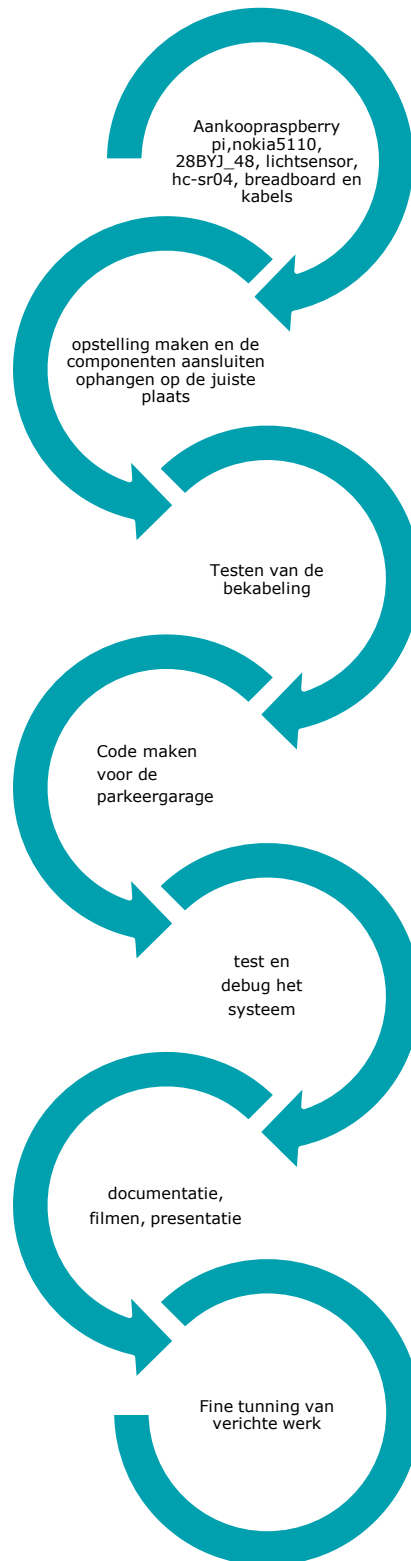 Aankoopraspberry
pi,nokia5110,
28BYJ_48, lichtsensor,
hc-sr04, breadboard en
kabels
opstelling maken en de
componenten aansluiten
ophangen op de juiste
plaats
Testen van de
bekabeling
Code maken
voor de
parkeergarage
test en
debug het
systeem
documentatie,
filmen, presentatie
Fine tunning van
verichte werk